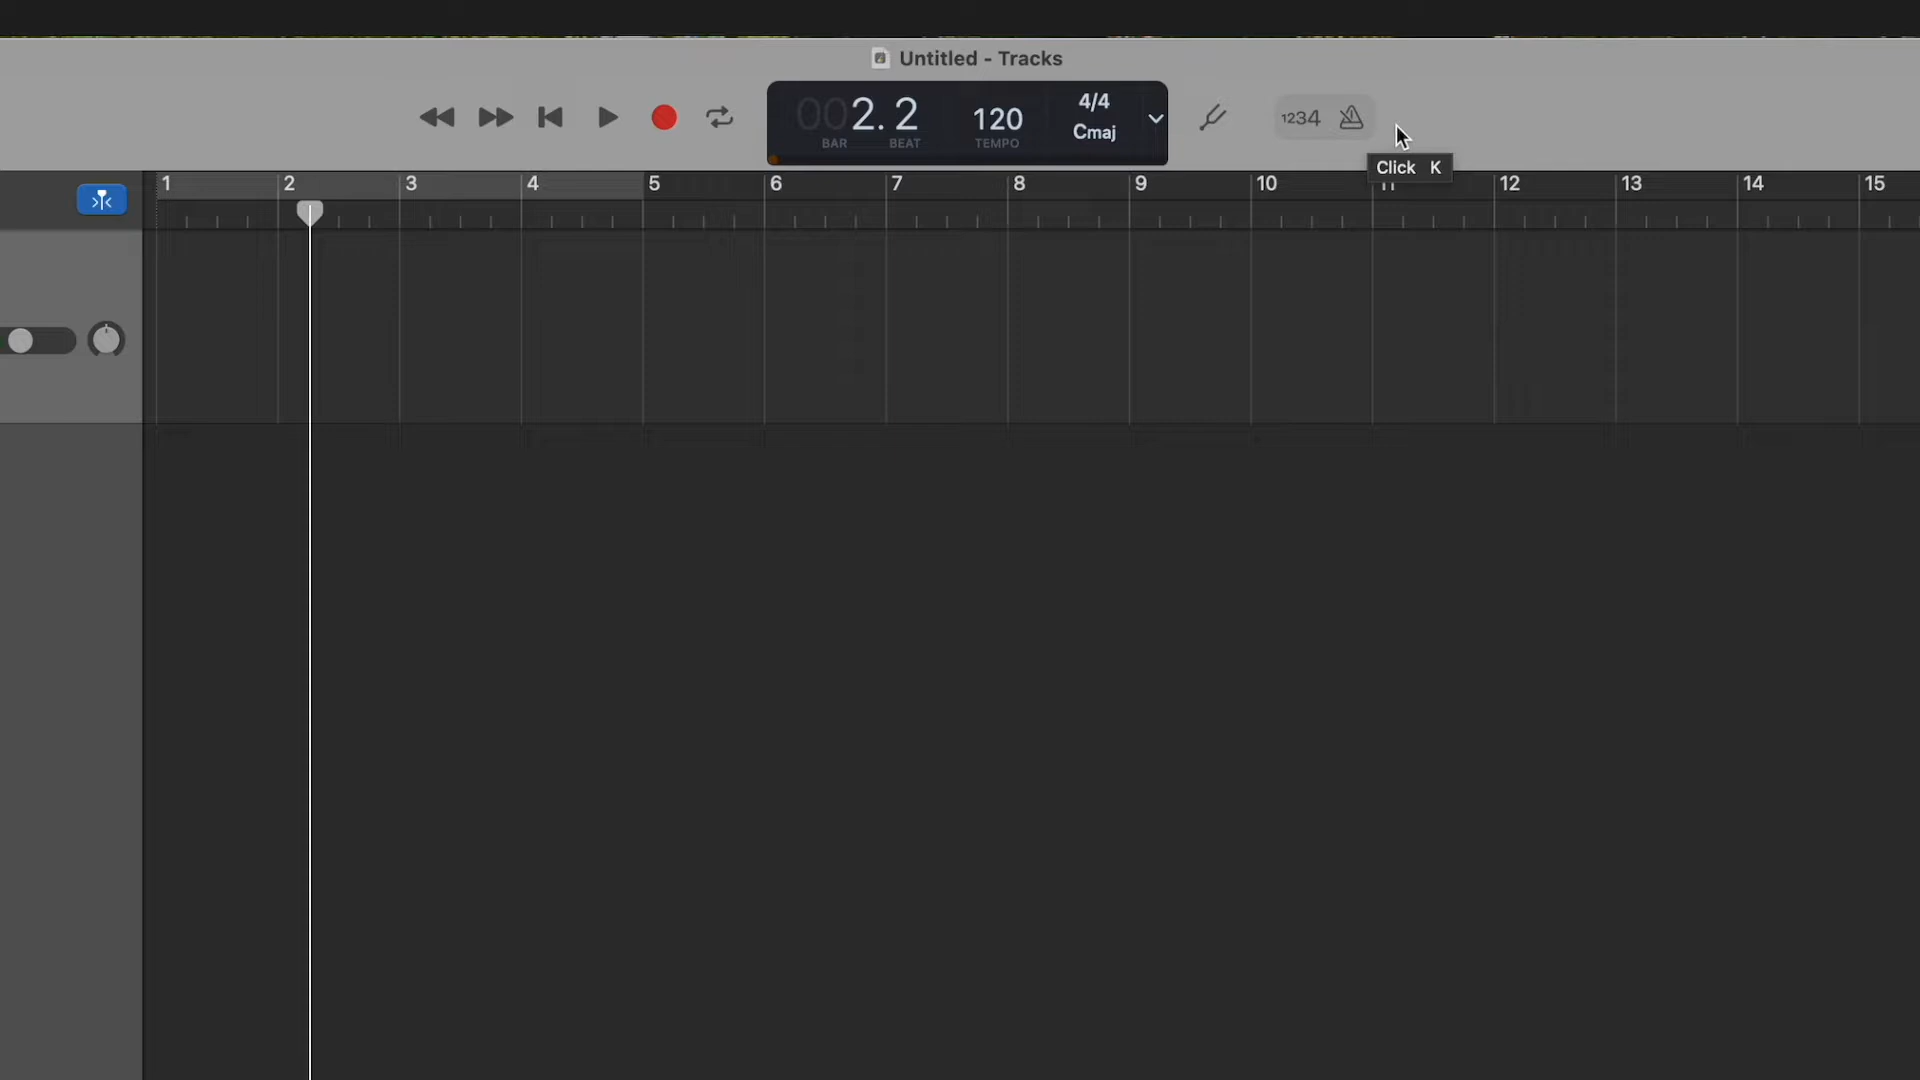 Untitled - Tracks
002. 2
BAR BEAT
120
TEMPO
4/4
Cmaj
1234
Click K
1 2 3 4 5 6 7 8 9 10 11 12 13 14 15